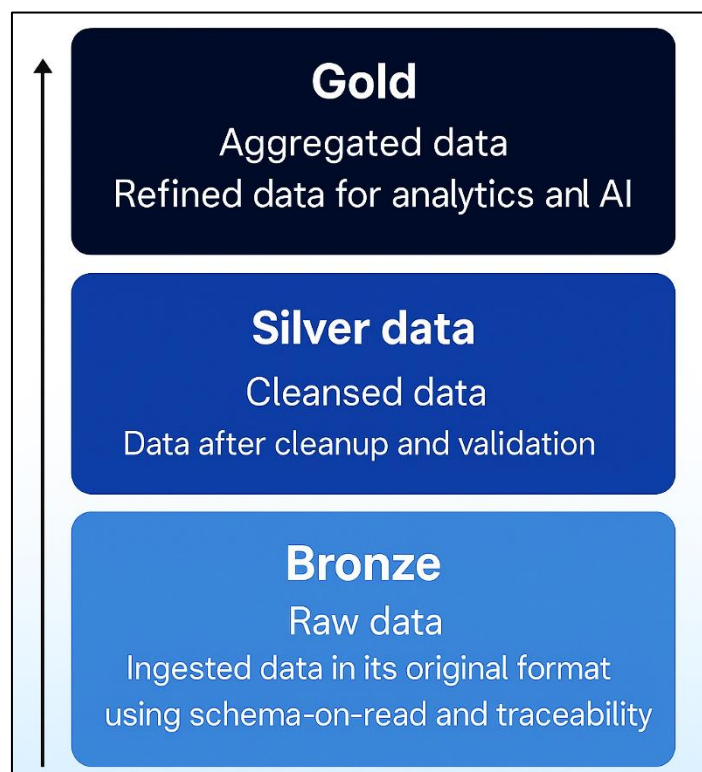 Gold
Aggregated data
Refined data for analytics anl AI
Silver data
Cleansed data
Data after cleanup and validation
Bronze
Raw data
Ingested data in its original format
using schema-on-read and traceability